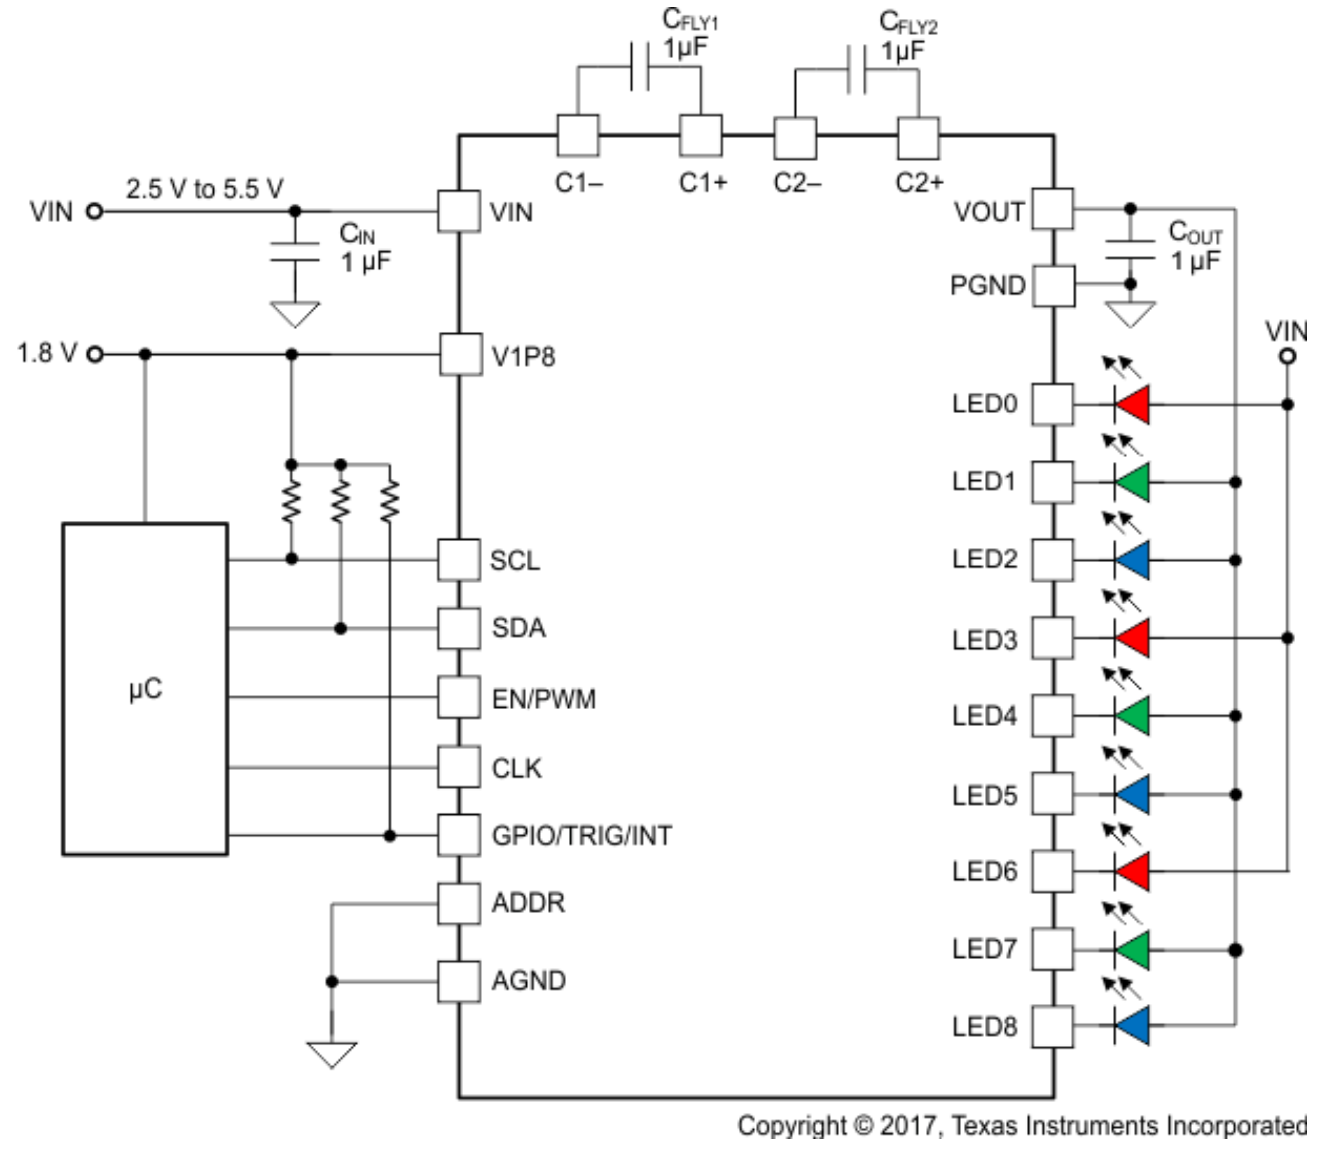 CFLY1
1µF
CFLY2
1µF
C1–
C1+
C2–
C2+
VIN
2.5 V to 5.5 V
VIN
CIN
1 µF
VOUT
COUT
1 µF
PGND
VIN
1.8 V
V1P8
LED0
LED1
LED2
LED3
LED4
LED5
LED6
LED7
LED8
SCL
SDA
µC
EN/PWM
CLK
GPIO/TRIG/INT
ADDR
AGND
Copyright © 2017, Texas Instruments Incorporated